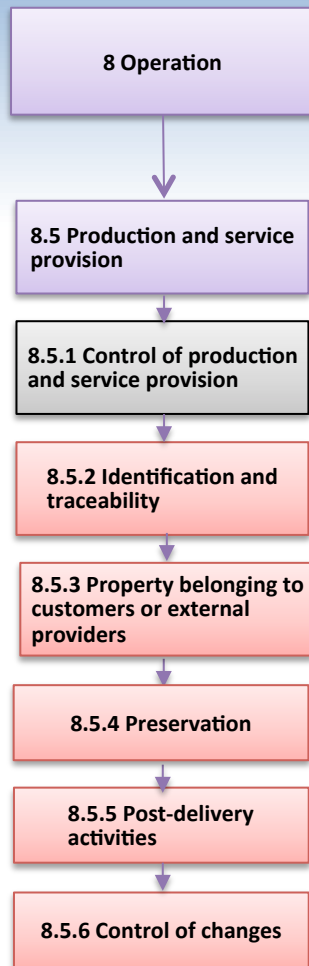 8 Operation
8.5 Production and service
provision
8.5.1 Control of production
and service provision
8.5.2 Identification and
traceability
8.5.3 Property belonging to
customers or external
providers
8.5.4 Preservation
8.5.5 Post-delivery
activities
8.5.6 Control of changes